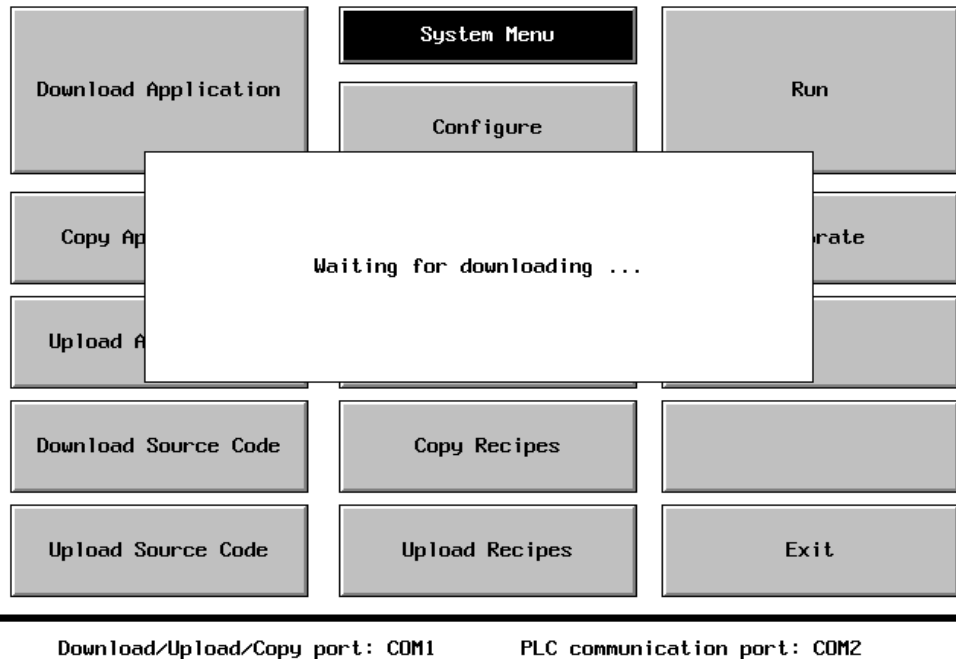 System Menu
Download Application
Run
Configure
Copy Ap
rate
Waiting for downloading ...
Upload A
Download Source Code
Copy Recipes
Upload Source Code
Upload Recipes
Exit
Download/Upload/Copy port: COM1
PLC communication port: COM2